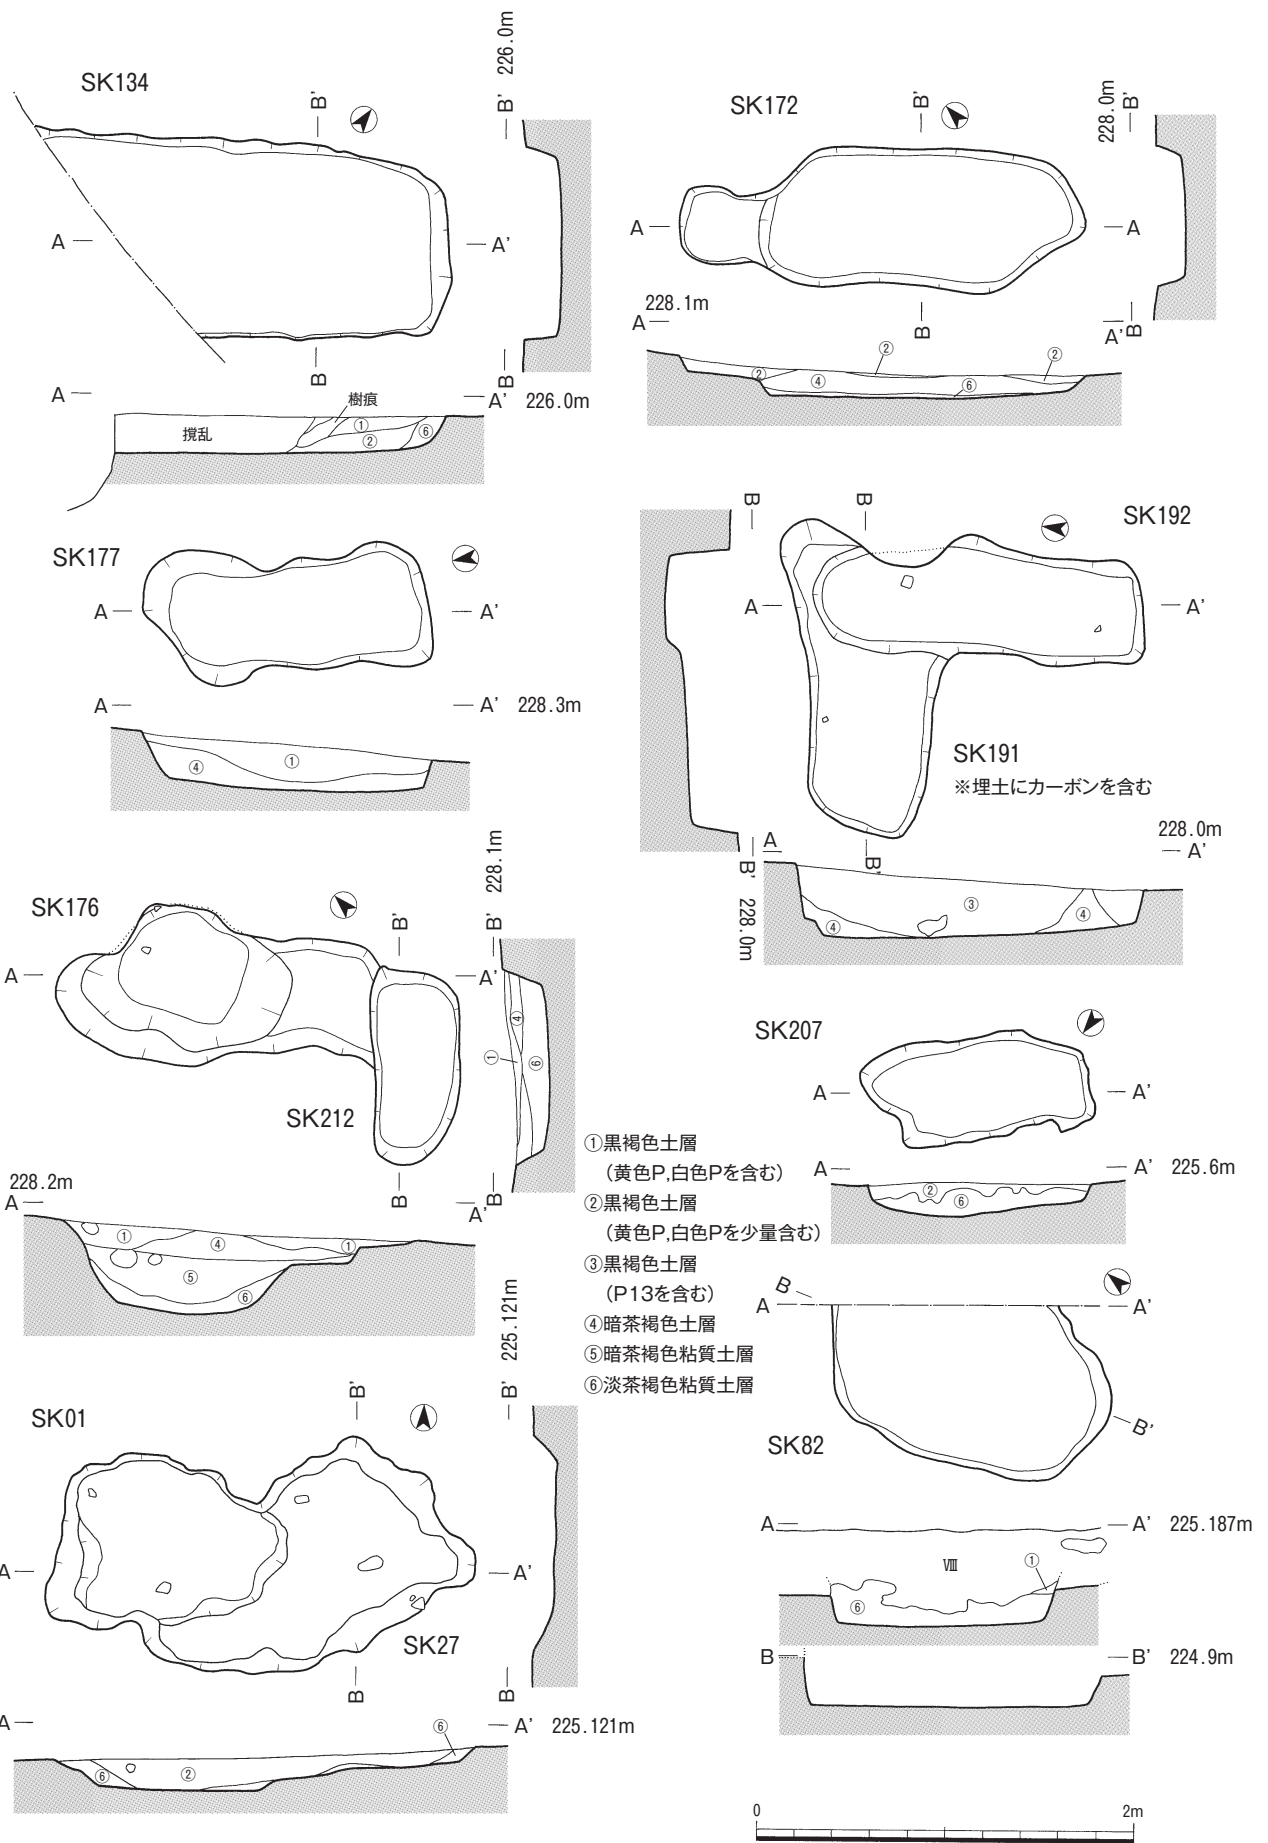 SK134
B'
226.0m
B'
A
A'
B
B
A
A' 226.0m
撹乱
樹痕
①
②
⑥
SK172
B'
228.0m
B'
A
A
B
B
228.1m
A
A'
②
②
②
④
⑥
SK177
A
A'
A
A' 228.3m
④
①
B
B
SK192
A
A'
SK191
※埋土にカーボンを含む
B'
B'
228.0m
A
228.0m
A'
③
④
④
SK176
B'
228.1m
B'
A
A'
SK212
B
B
①
④
⑥
228.2m
A
A'
①
④
①
⑤
⑥
SK207
A
A'
A
A' 225.6m
②
⑥
①黒褐色土層
(黄色P,白色Pを含む)
②黒褐色土層
(黄色P,白色Pを少量含む)
③黒褐色土層
(P13を含む)
④暗茶褐色土層
⑤暗茶褐色粘質土層
⑥淡茶褐色粘質土層
SK01
B'
225.121m
B'
A
A'
SK27
B
B
A
A' 225.121m
⑥
②
⑥
B
A
A'
B'
SK82
A
A' 225.187m
Ⅷ
①
⑥
B
B' 224.9m
0
2m